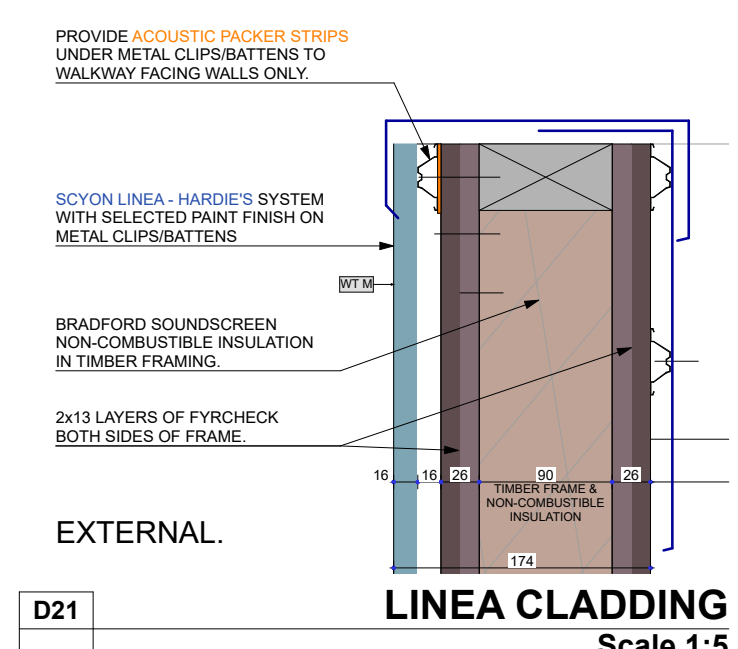 PROVIDE ACOUSTIC PACKER STRIPS
UNDER METAL CLIPS/BATTENS TO
WALKWAY FACING WALLS ONLY.
SCYON LINEA - HARDIE'S SYSTEM
WITH SELECTED PAINT FINISH ON
METAL CLIPS/BATTENS
WT M
BRADFORD SOUNDSCREEN
NON-COMBUSTIBLE INSULATION
IN TIMBER FRAMING.
2x13 LAYERS OF FYRCHECK
BOTH SIDES OF FRAME.
16 16 26 90 26
TIMBER FRAME &
NON-COMBUSTIBLE
INSULATION
EXTERNAL.
174
D21 LINEA CLADDING
Scale 1:5